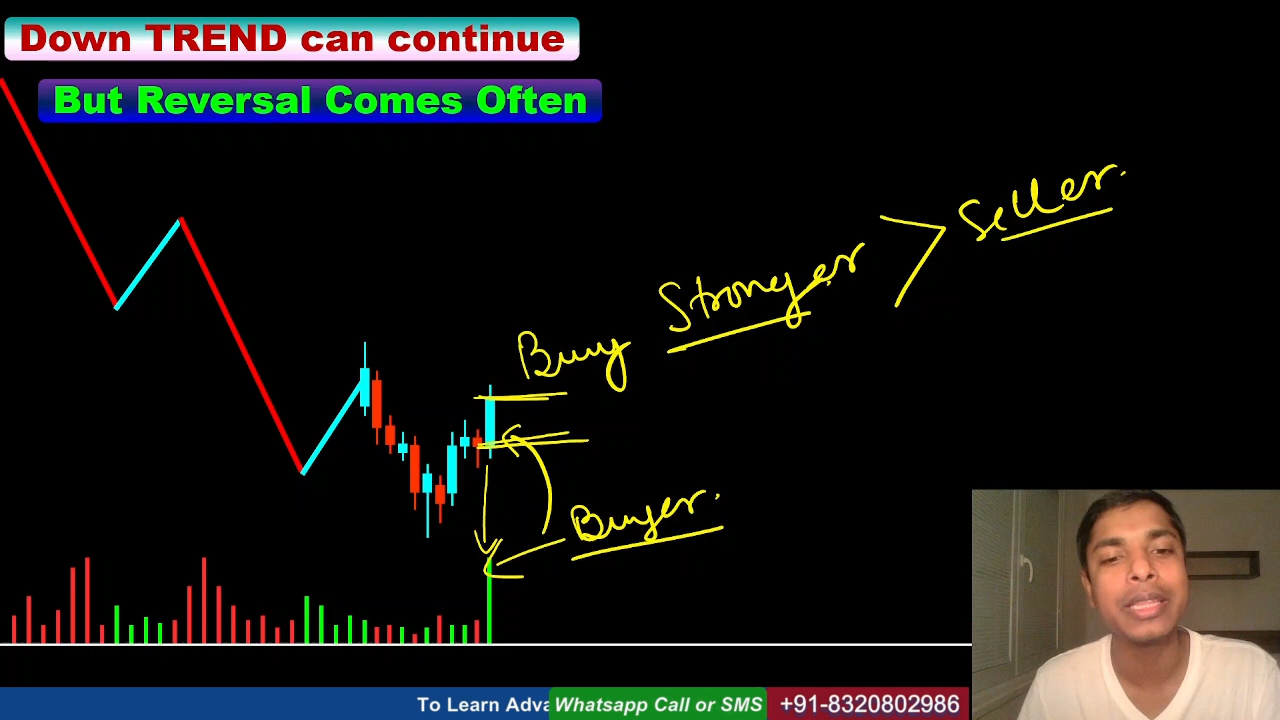 Down TREND can continue
But Reversal Comes Often
Buy Stronger > Seller.
Buyer.
To Learn Adva Whatsapp Call or SMS +91-8320802986